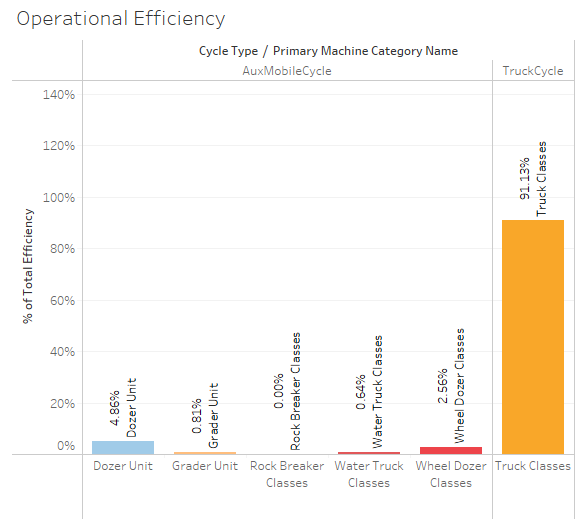 Operational Efficiency
Cycle Type / Primary Machine Category Name
AuxMobileCycle
TruckCycle
% of Total Efficiency
140%
120%
100%
80%
60%
40%
20%
0%
4.86%
Dozer Unit
0.81%
Grader Unit
0.00%
Rock Breaker Classes
0.64%
Water Truck Classes
2.56%
Wheel Dozer Classes
91.13%
Truck Classes
Dozer Unit
Grader Unit
Rock Breaker
Classes
Water Truck
Classes
Wheel Dozer
Classes
Truck Classes